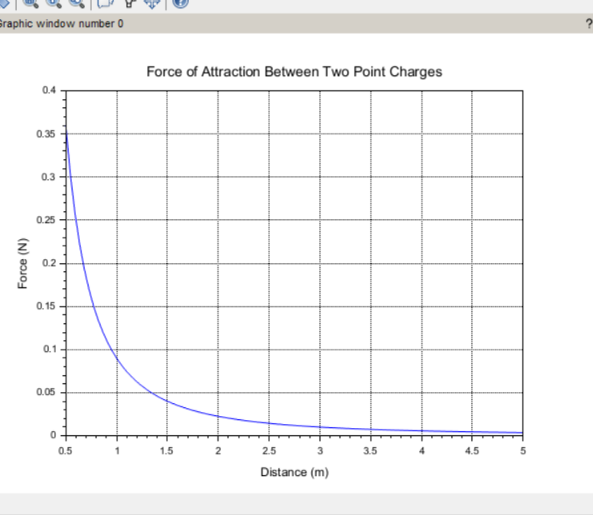 Graphic window number 0
?
Force of Attraction Between Two Point Charges
0.4
0.35
0.3
0.25
0.2
0.15
0.1
0.05
0
Force (N)
0.5 1 1.5 2 2.5 3 3.5 4 4.5 5
Distance (m)